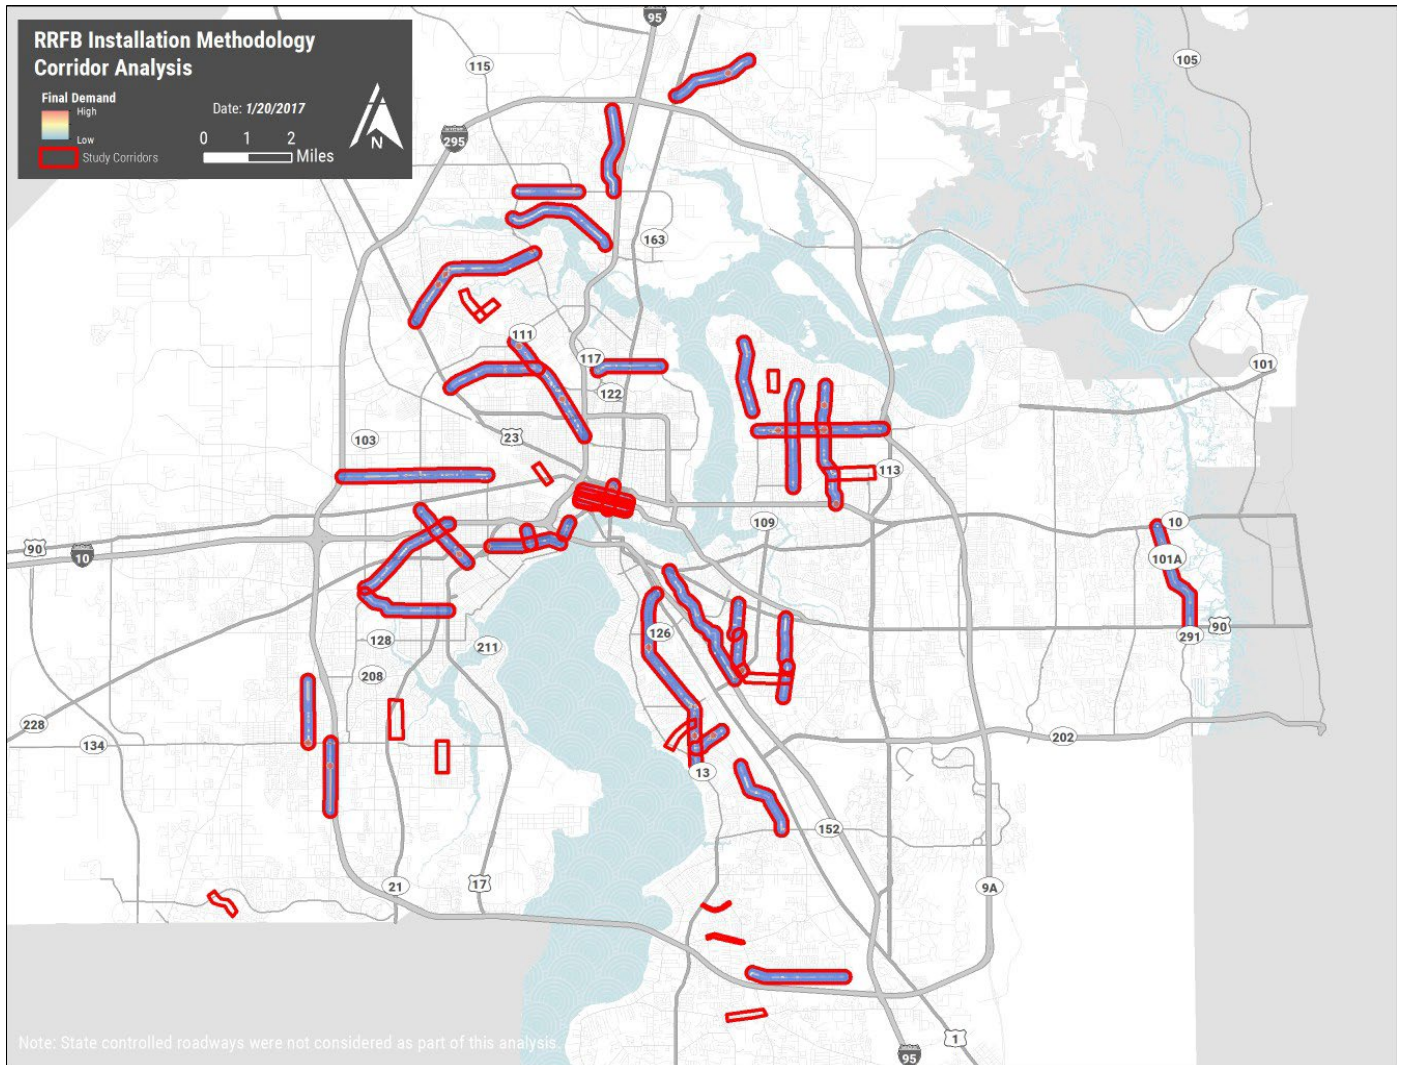 RRFB Installation Methodology
Corridor Analysis
Final Demand
High
Low
Study Corridors
Date: 1/20/2017
0 1 2
Miles
N
95
115
105
295
163
111
117
122
101
103
23
113
90
10
109
10
101A
128
211
126
291
90
208
228
134
202
13
152
21
17
9A
1
95
Note: State controlled roadways were not considered as part of this analysis.